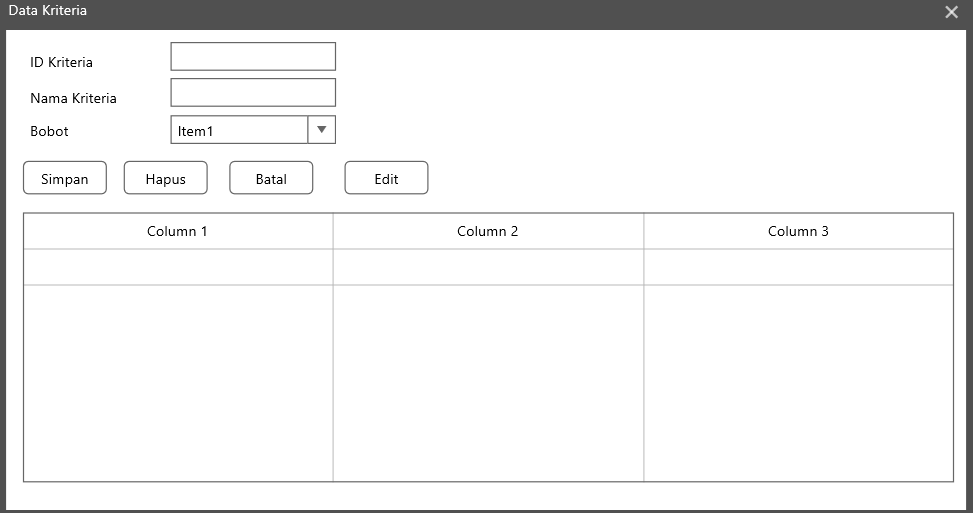 Data Kriteria
ID Kriteria
Nama Kriteria
Bobot Item1
Simpan Hapus Batal Edit
Column 1 Column 2 Column 3